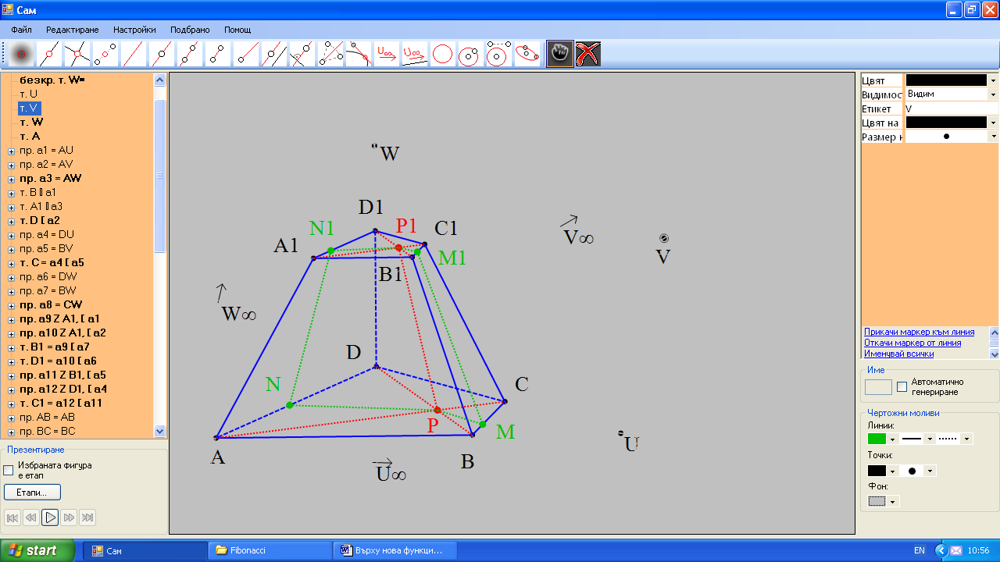 Сам
Файл Редактиране Настройки Подбрано Помощ
безкр. т. W=
т. U
т. V
т. W
т. A
пр. a1 = AU
пр. a2 = AV
пр. a3 = AW
т. B [ a1
т. A1 [ a3
т. D [ a2
пр. a4 = DU
пр. a5 = BV
т. C = a4 [ a5
пр. a6 = DW
пр. a7 = BW
пр. a8 = CW
пр. a9 Z A1, [ a1
пр. a10 Z A1, [ a2
т. B1 = a9 [ a7
т. D1 = a10 [ a6
пр. a11 Z B1, [ a5
пр. a12 Z D1, [ a4
т. C1 = a12 [ a11
пр. AB = AB
пр. BC = BC
Презентиране
Избраната фигура
е етап
Етапи...
W
D1
N1
P1
C1
A1
M1
B1
V∞
V
W∞
D
N
C
P
M
A
B
U∞
U
Цвят
Видимос Видим
Етикет V
Цвят на
Размер н
Прикачи маркер към линия
Откачи маркер от линия
Именувай всички
Име
Автоматично
генериране
Чертожни моливи
Линии:
Точки:
Фон:
start Сам Fibonacci Върху нова функци... EN 10:56